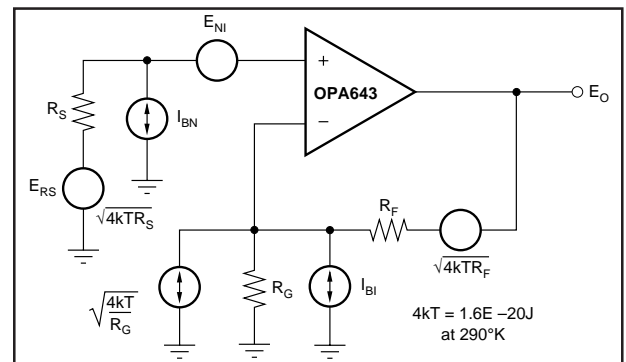 E_NI
+
OPA643
−
E_O
R_S
I_BN
E_RS
√4kTR_S
R_F
√4kTR_F
√4kT/R_G
R_G
I_BI
4kT = 1.6E –20J
at 290°K